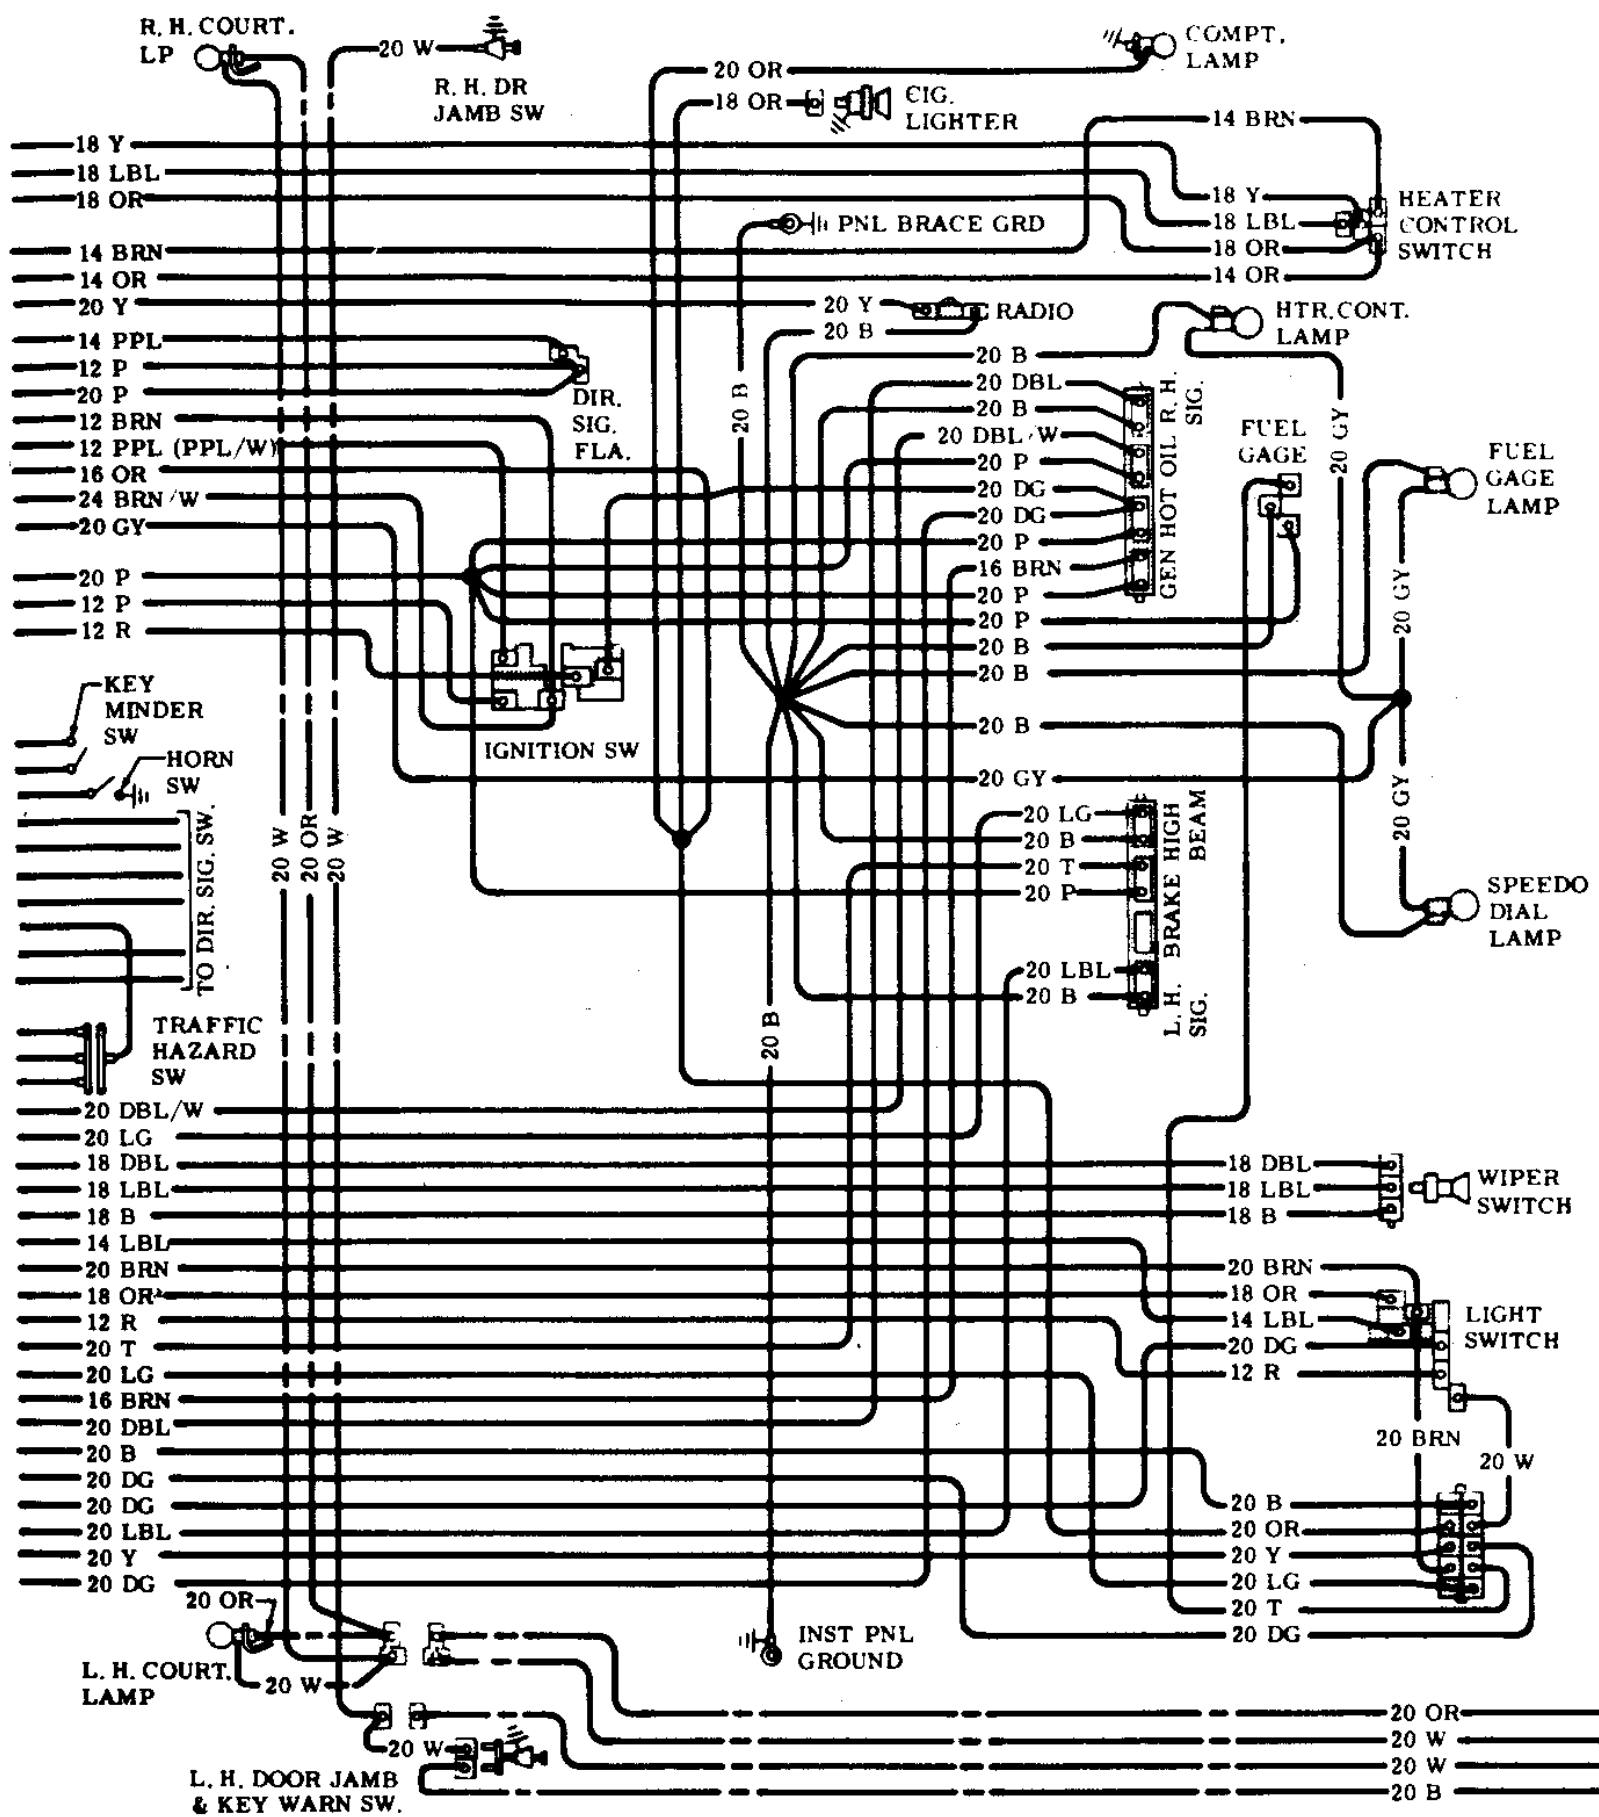 R. H. COURT.
LP
20 W
R. H. DR
JAMB SW
20 OR
COMPT.
LAMP
18 OR
CIG.
LIGHTER
14 BRN
18 Y
18 LBL
18 OR
18 Y
18 LBL
18 OR
14 OR
HEATER
CONTROL
SWITCH
PNL BRACE GRD
14 BRN
14 OR
20 Y
20 Y
RADIO
20 B
HTR. CONT.
LAMP
14 PPL
12 P
20 P
DIR.
SIG.
FLA.
12 BRN
12 PPL (PPL/W)
16 OR
24 BRN/W
20 GY
20 P
12 P
12 R
20 B
20 B
20 DBL
20 B
20 DBL/W
20 P
20 DG
20 DG
20 P
16 BRN
20 P
20 P
20 B
20 B
20 B
20 GY
GEN HOT OIL R. H.
SIG.
FUEL
GAGE
20 GY
FUEL
GAGE
LAMP
20 GY
20 GY
KEY
MINDER
SW
HORN
SW
IGNITION SW
TO DIR. SIG. SW.
20 W
20 OR
20 W
20 LG
20 B
20 T
20 P
20 LBL
20 B
L. H. BRAKE HIGH
SIG.
BEAM
SPEEDO
DIAL
LAMP
20 B
TRAFFIC
HAZARD
SW
20 DBL/W
20 LG
18 DBL
18 LBL
18 B
14 LBL
20 BRN
18 OR
12 R
20 T
20 LG
16 BRN
20 DBL
20 B
20 DG
20 DG
20 LBL
20 Y
20 DG
18 DBL
18 LBL
18 B
WIPER
SWITCH
20 BRN
18 OR
14 LBL
20 DG
12 R
LIGHT
SWITCH
20 BRN
20 W
20 B
20 OR
20 Y
20 LG
20 T
20 DG
20 OR
L. H. COURT.
LAMP
20 W
INST PNL
GROUND
20 W
L. H. DOOR JAMB
& KEY WARN SW.
20 OR
20 W
20 W
20 B